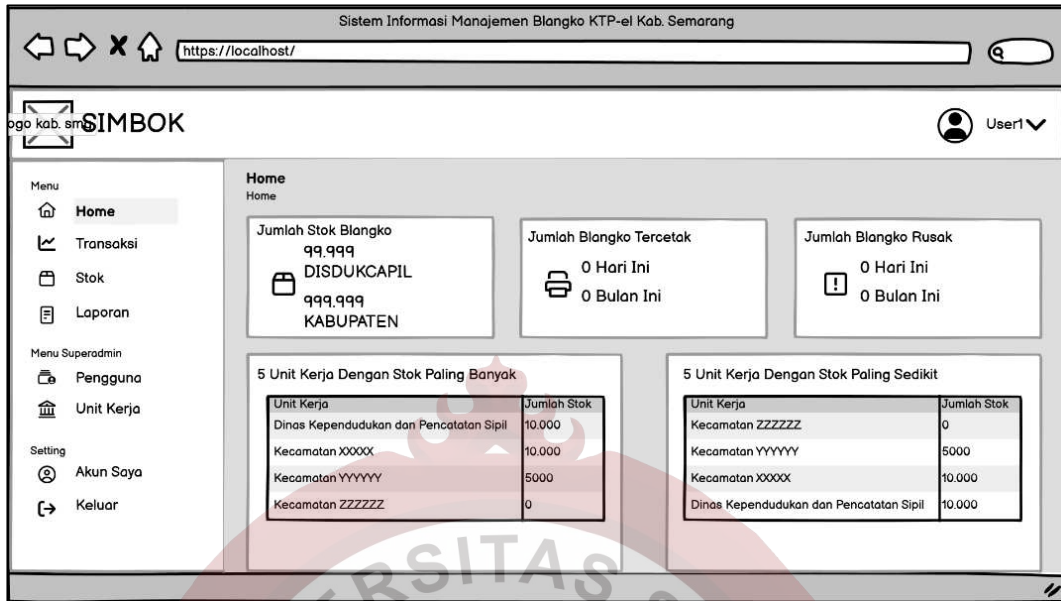 Sistem Informasi Manajemen Blangko KTP-el Kab. Semarang
https://localhost/
ogo kab. smg
SIMBOK
User1
Menu
Home
Transaksi
Stok
Laporan
Menu Superadmin
Pengguna
Unit Kerja
Setting
Akun Saya
Keluar
Home
Home
Jumlah Stok Blangko
99.999
DISDUKCAPIL
999.999
KABUPATEN
Jumlah Blangko Tercetak
0 Hari Ini
0 Bulan Ini
Jumlah Blangko Rusak
0 Hari Ini
0 Bulan Ini
5 Unit Kerja Dengan Stok Paling Banyak
Unit Kerja Jumlah Stok
Dinas Kependudukan dan Pencatatan Sipil 10.000
Kecamatan XXXXX 10.000
Kecamatan YYYYYY 5000
Kecamatan ZZZZZZ 0
5 Unit Kerja Dengan Stok Paling Sedikit
Unit Kerja Jumlah Stok
Kecamatan ZZZZZZ 0
Kecamatan YYYYYY 5000
Kecamatan XXXXX 10.000
Dinas Kependudukan dan Pencatatan Sipil 10.000
ERSITAS S